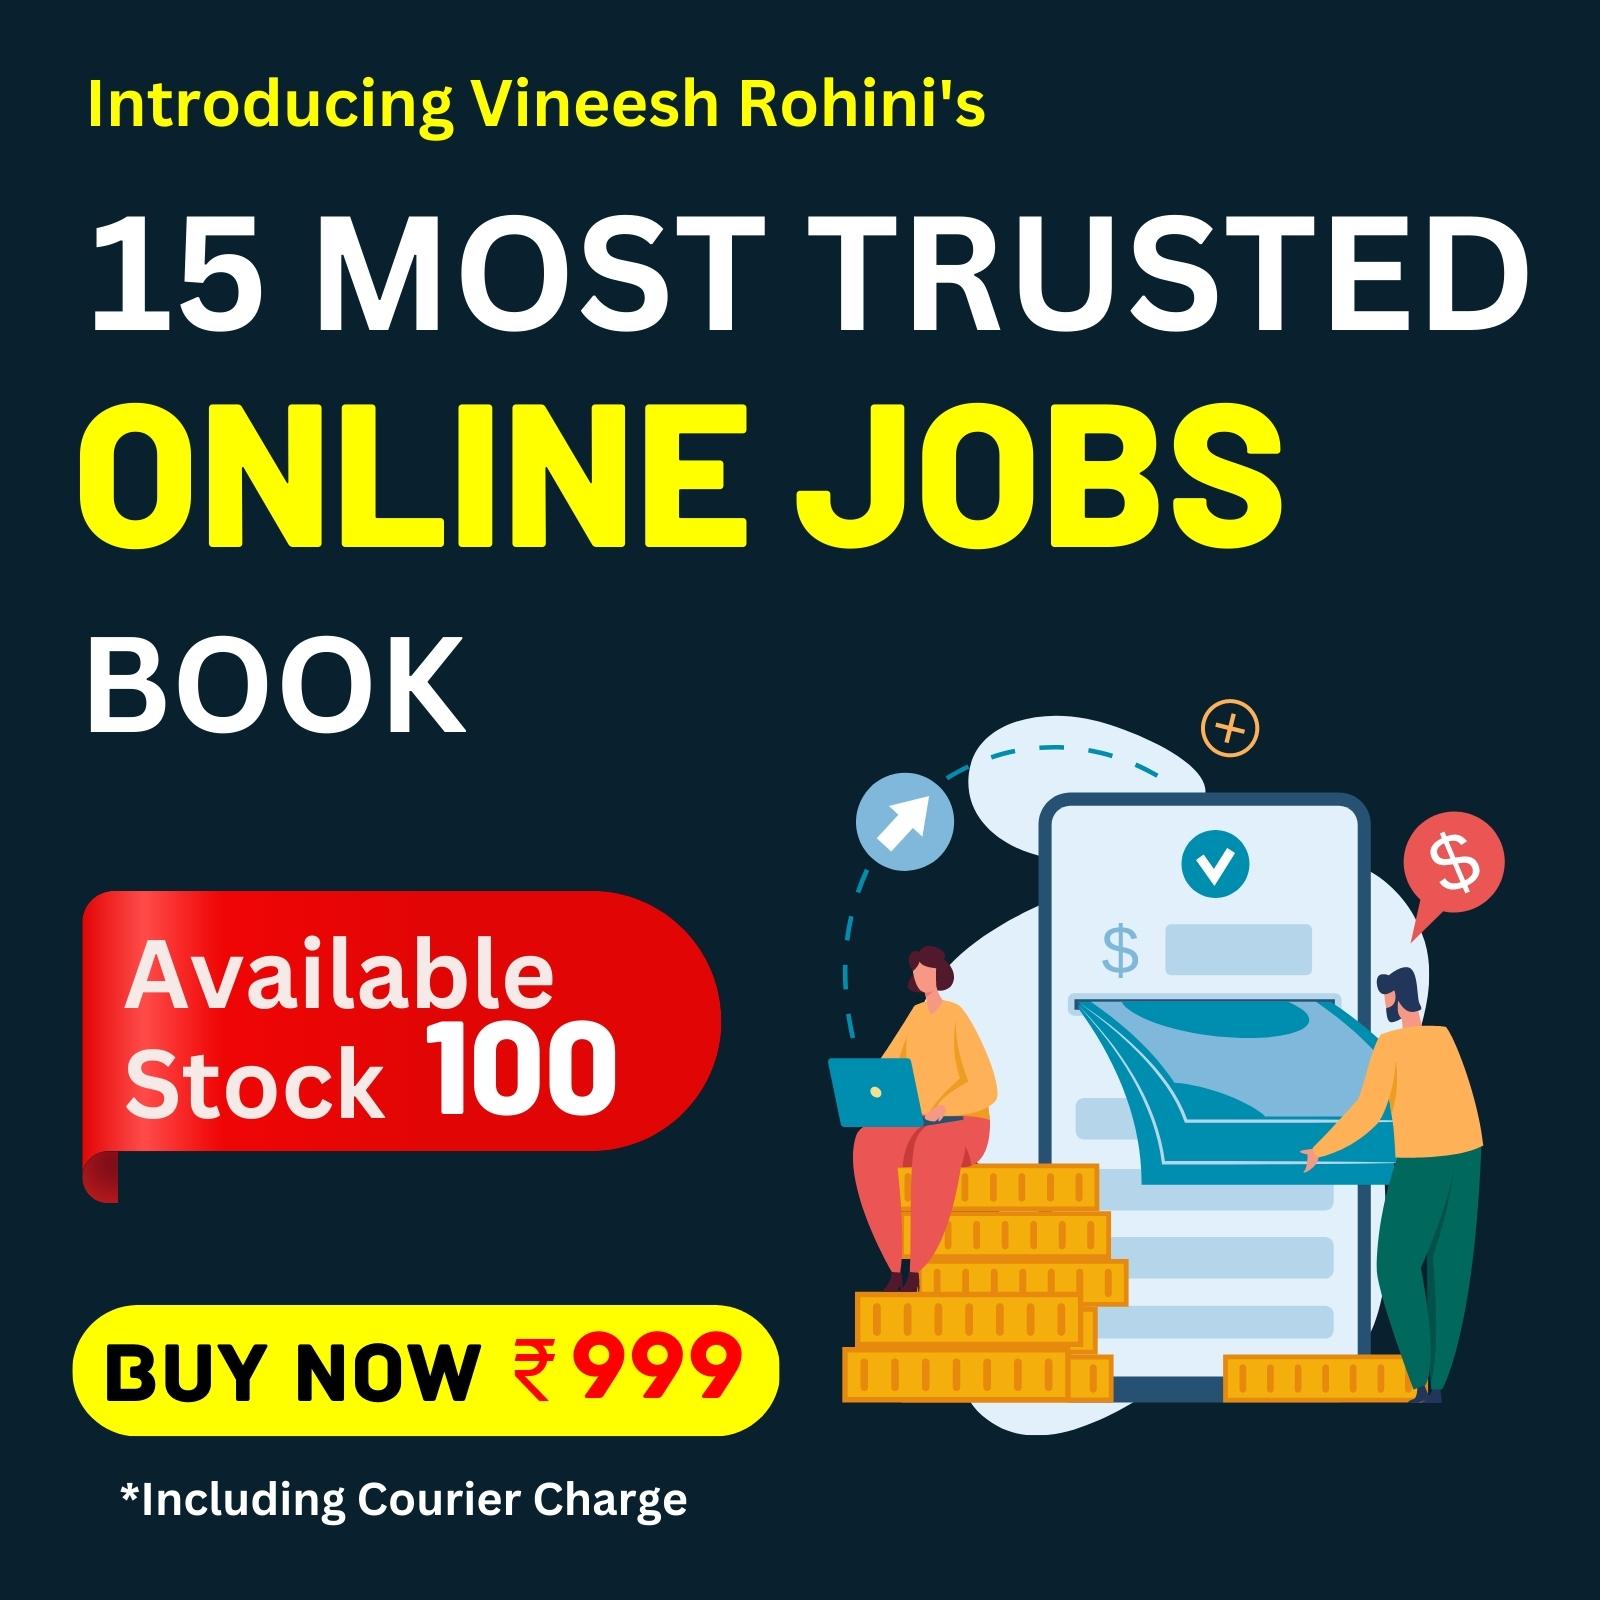 Introducing Vineesh Rohini's
15 MOST TRUSTED
ONLINE JOBS
BOOK
$
$
Available
Stock 100
BUY NOW ₹999
*Including Courier Charge